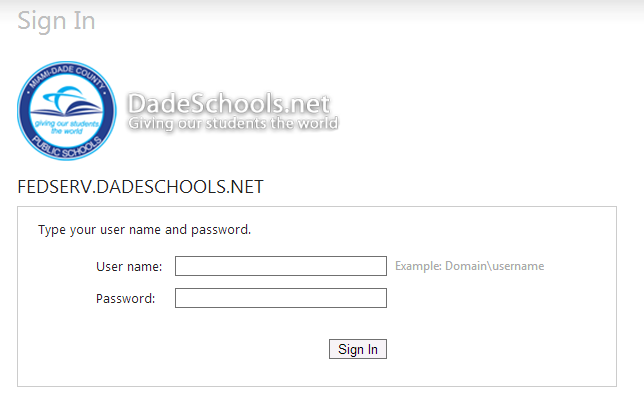 Sign In
MIAMI-DADE COUNTY
giving our students
the world
PUBLIC SCHOOLS
DadeSchools.net
Giving our students the world
FEDSERV.DADESCHOOLS.NET
Type your user name and password.
User name: Example: Domain\username
Password:
Sign In